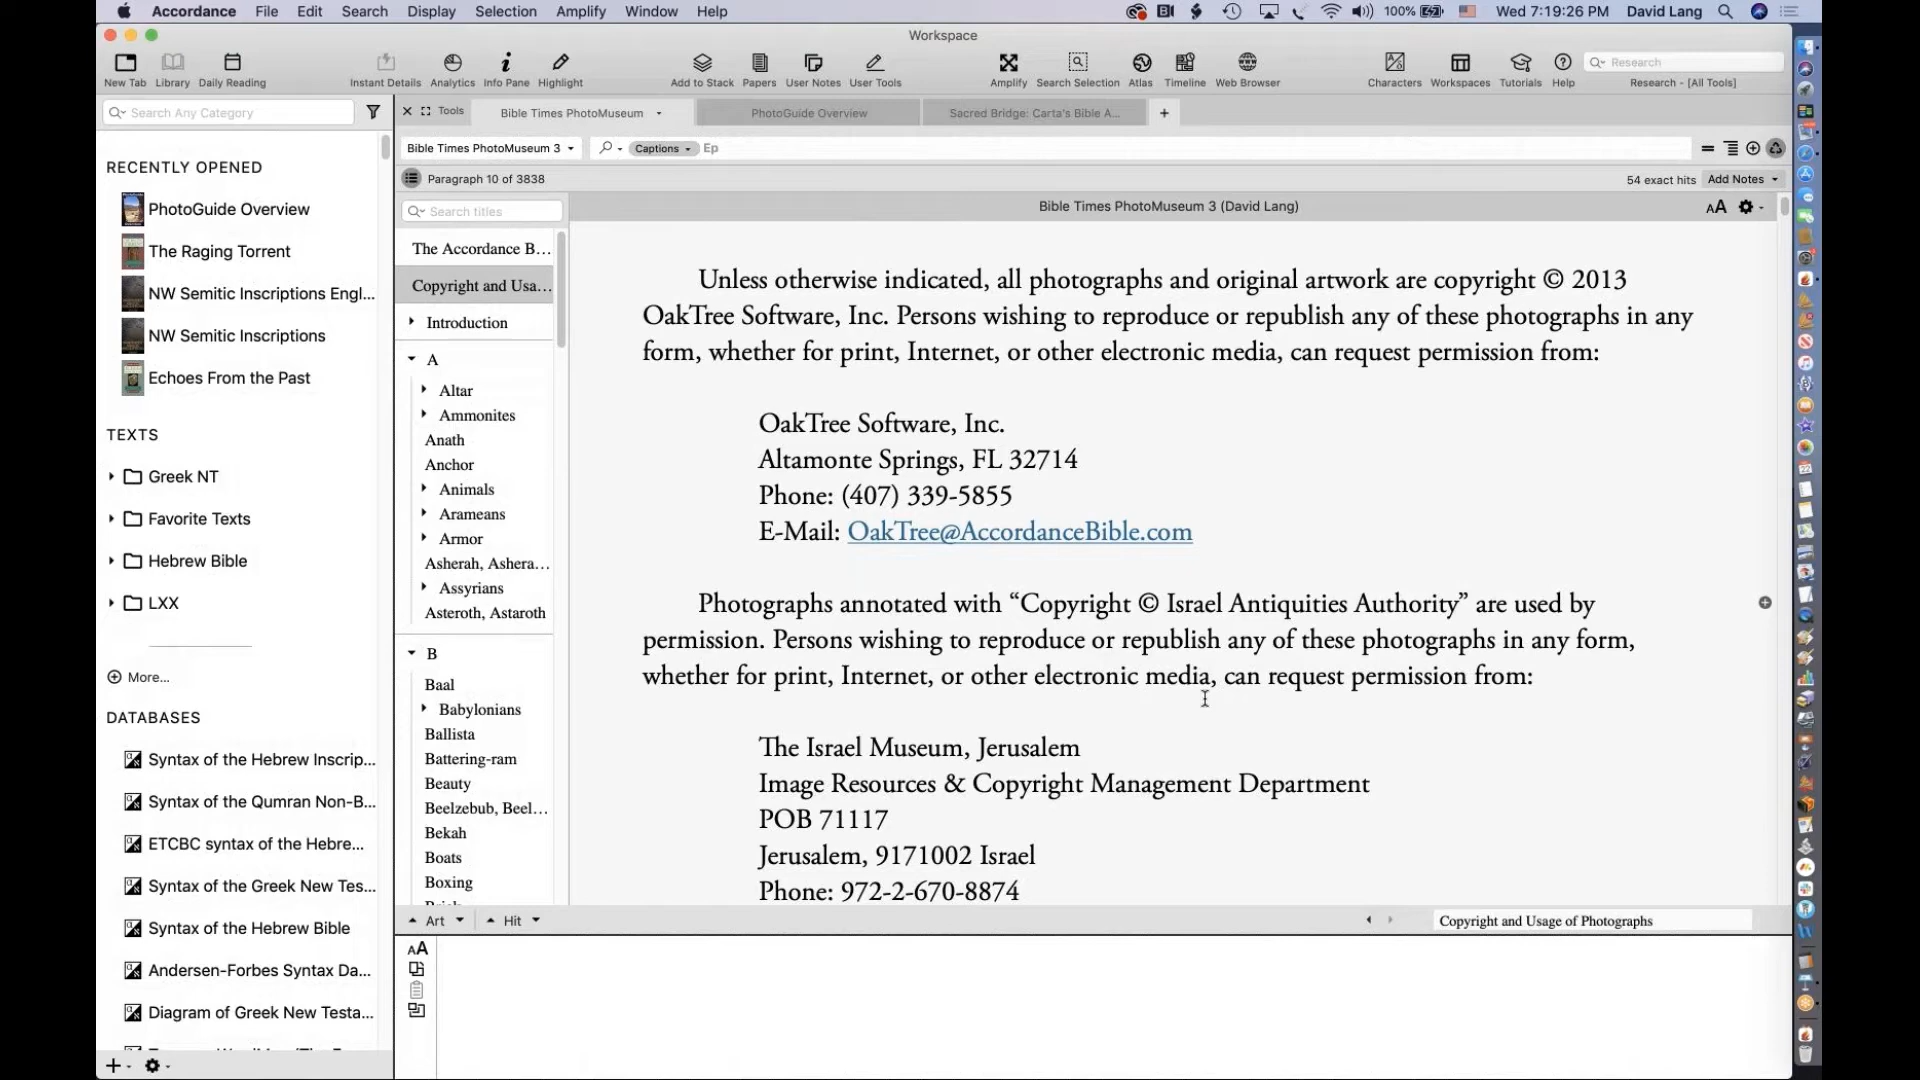 Accordance File Edit Search Display Selection Amplify Window Help 100% Wed 7:19:26 PM David Lang
Workspace
New Tab Library Daily Reading Instant Details Analytics Info Pane Highlight Add to Stack Papers User Notes User Tools Amplify Search Selection Atlas Timeline Web Browser Characters Workspaces Tutorials Help Research
Research - [All Tools]
Search Any Category
RECENTLY OPENED
PhotoGuide Overview
The Raging Torrent
NW Semitic Inscriptions Engl...
NW Semitic Inscriptions
Echoes From the Past
TEXTS
Greek NT
Favorite Texts
Hebrew Bible
LXX
More...
DATABASES
Syntax of the Hebrew Inscrip...
Syntax of the Qumran Non-B...
ETCBC syntax of the Hebre...
Syntax of the Greek New Tes...
Syntax of the Hebrew Bible
Andersen-Forbes Syntax Da...
Diagram of Greek New Testa...
Tools Bible Times PhotoMuseum PhotoGuide Overview Sacred Bridge: Carta's Bible A...
Bible Times PhotoMuseum 3 Captions Ep
Paragraph 10 of 3838 54 exact hits Add Notes
Search titles
The Accordance B...
Copyright and Usa...
Introduction
A
Altar
Ammonites
Anath
Anchor
Animals
Arameans
Armor
Asherah, Ashera...
Assyrians
Asteroth, Astaroth
B
Baal
Babylonians
Ballista
Battering-ram
Beauty
Beelzebub, Beel...
Bekah
Boats
Boxing
Bible Times PhotoMuseum 3 (David Lang) AA
Unless otherwise indicated, all photographs and original artwork are copyright © 2013
OakTree Software, Inc. Persons wishing to reproduce or republish any of these photographs in any
form, whether for print, Internet, or other electronic media, can request permission from:
OakTree Software, Inc.
Altamonte Springs, FL 32714
Phone: (407) 339-5855
E-Mail: OakTree@AccordanceBible.com
Photographs annotated with “Copyright © Israel Antiquities Authority” are used by
permission. Persons wishing to reproduce or republish any of these photographs in any form,
whether for print, Internet, or other electronic media, can request permission from:
The Israel Museum, Jerusalem
Image Resources & Copyright Management Department
POB 71117
Jerusalem, 9171002 Israel
Phone: 972-2-670-8874
Art Hit Copyright and Usage of Photographs
AA